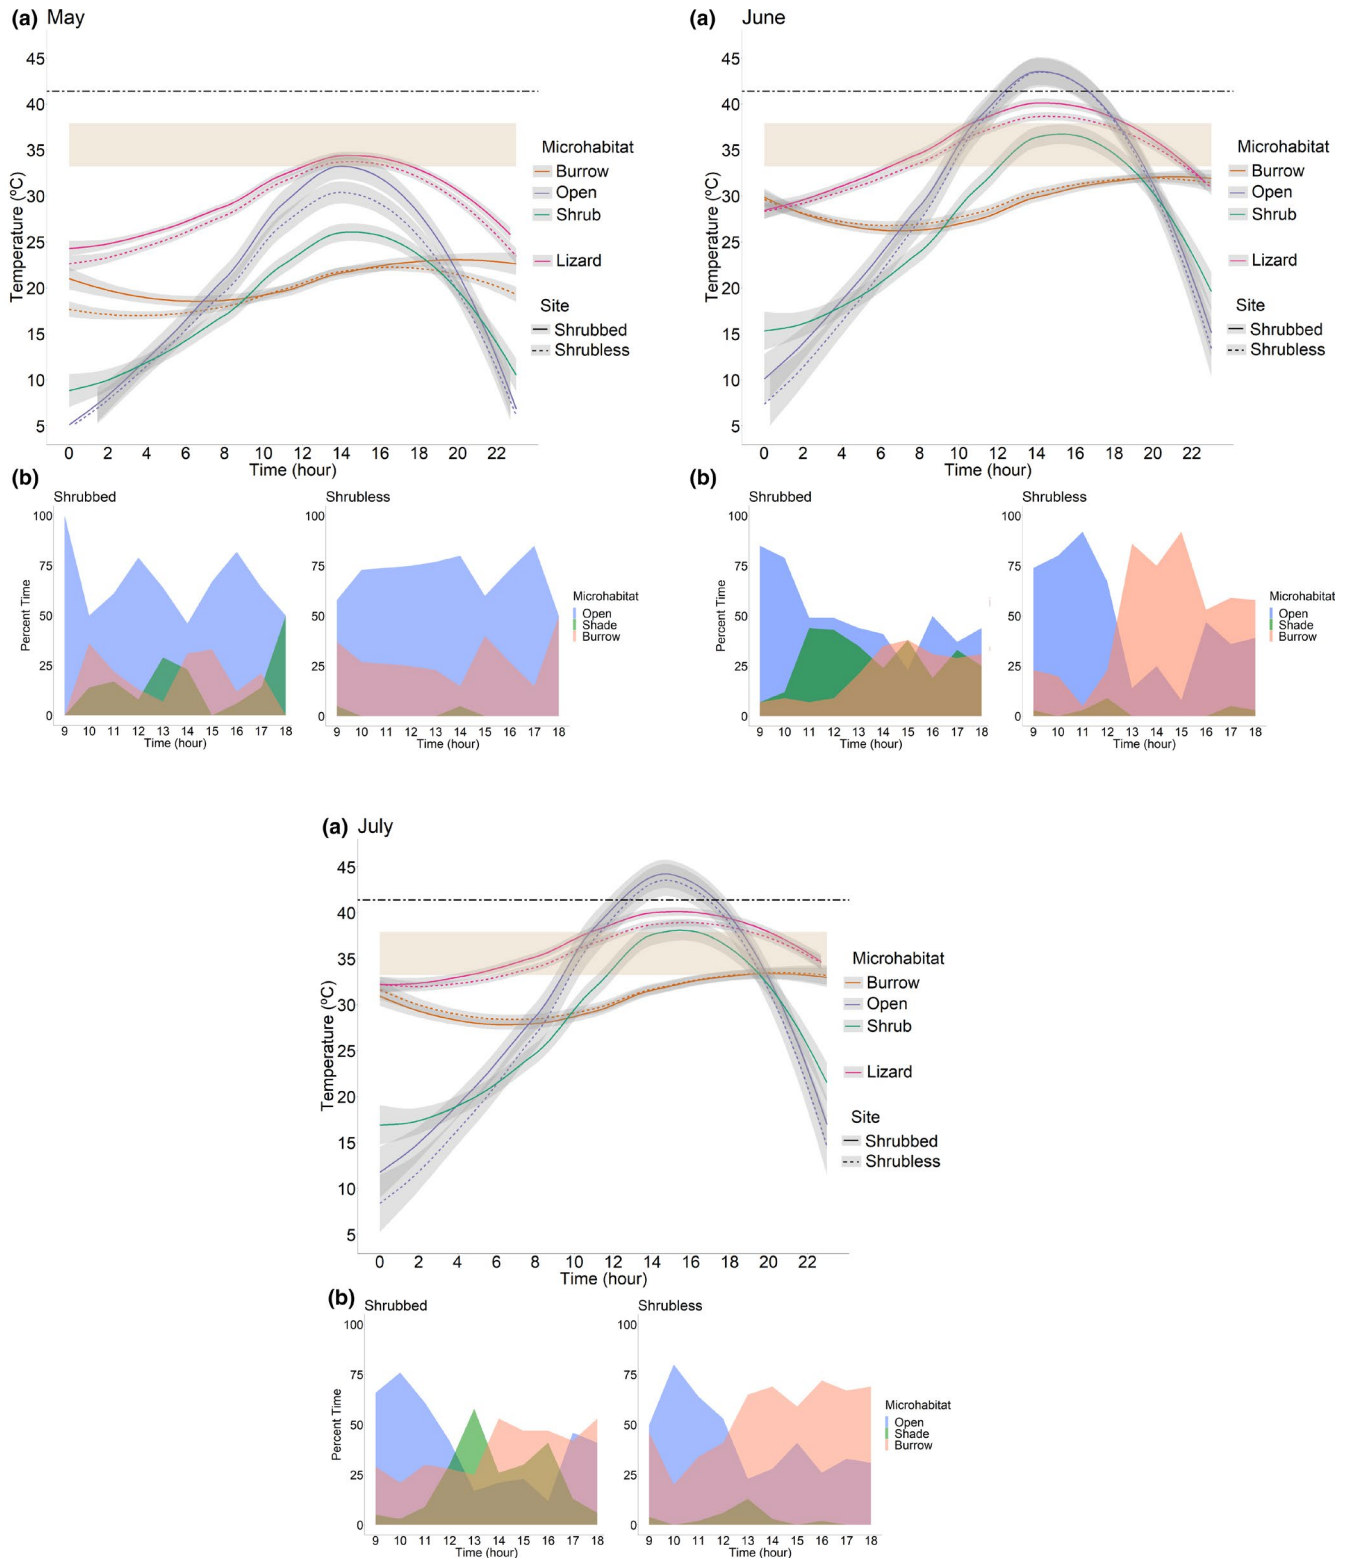 (a) May
Temperature (ºC)
45
40
35
30
25
20
15
10
5
0 2 4 6 8 10 12 14 16 18 20 22
Time (hour)
Microhabitat
Burrow
Open
Shrub
Lizard
Site
Shrubbed
Shrubless
(b)
Shrubbed
Percent Time
100
75
50
25
0
9 10 11 12 13 14 15 16 17 18
Time (hour)
Shrubless
100
75
50
25
0
9 10 11 12 13 14 15 16 17 18
Time (hour)
Microhabitat
Open
Shade
Burrow
(a) June
Temperature (ºC)
45
40
35
30
25
20
15
10
5
0 2 4 6 8 10 12 14 16 18 20 22
Time (hour)
Microhabitat
Burrow
Open
Shrub
Lizard
Site
Shrubbed
Shrubless
(b)
Shrubbed
Percent Time
100
75
50
25
0
9 10 11 12 13 14 15 16 17 18
Time (hour)
Shrubless
100
75
50
25
0
9 10 11 12 13 14 15 16 17 18
Time (hour)
Microhabitat
Open
Shade
Burrow
(a) July
Temperature (ºC)
45
40
35
30
25
20
15
10
5
0 2 4 6 8 10 12 14 16 18 20 22
Time (hour)
Microhabitat
Burrow
Open
Shrub
Lizard
Site
Shrubbed
Shrubless
(b)
Shrubbed
Percent Time
100
75
50
25
0
9 10 11 12 13 14 15 16 17 18
Time (hour)
Shrubless
100
75
50
25
0
9 10 11 12 13 14 15 16 17 18
Time (hour)
Microhabitat
Open
Shade
Burrow